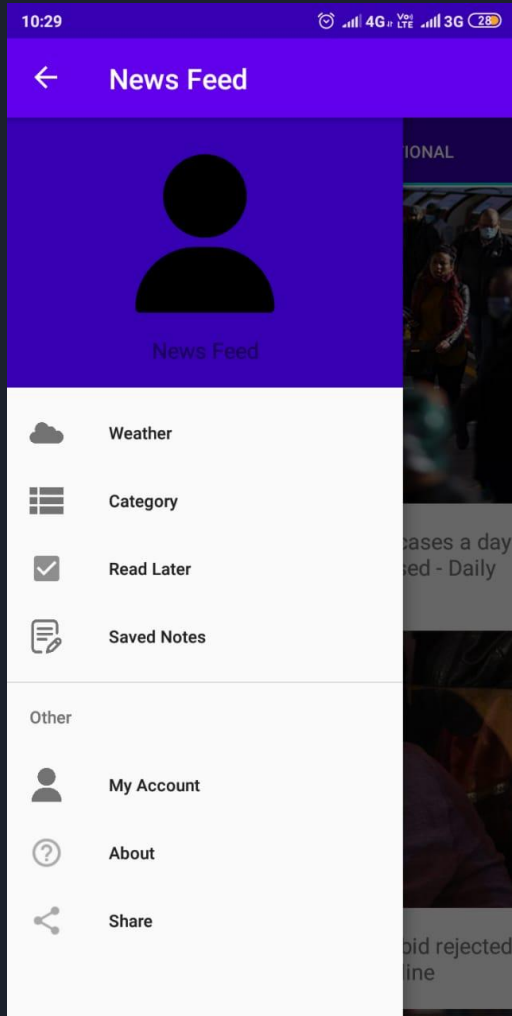 10:29
4G Vo) LTE 3G 28
News Feed
IONAL
News Feed
Weather
Category
Read Later
Saved Notes
Other
My Account
About
Share
cases a day
sed - Daily
bid rejected
line